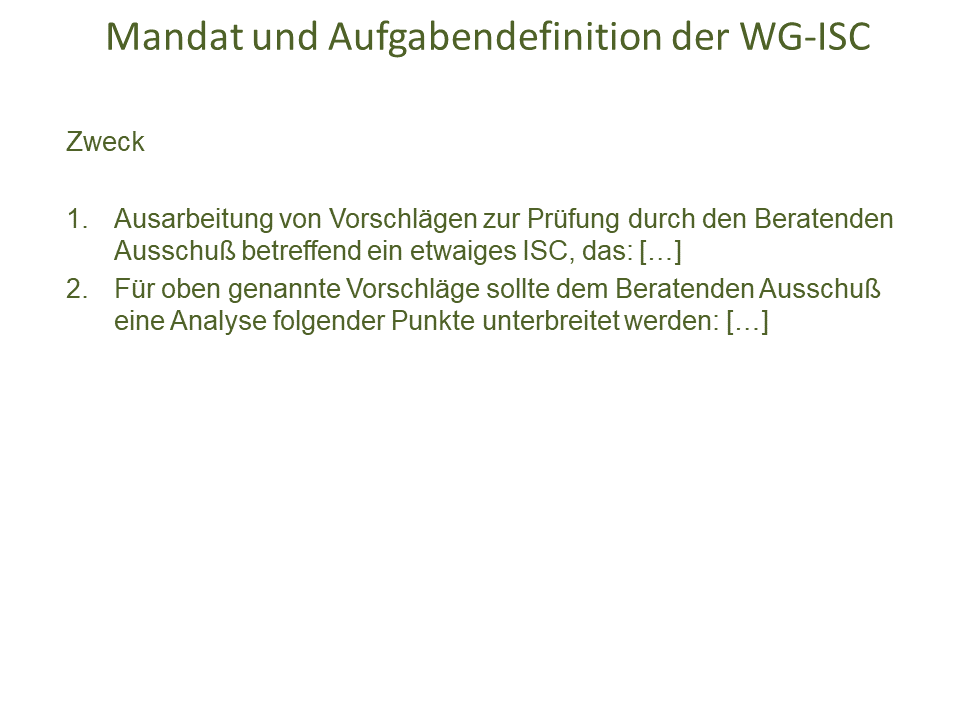 Mandat und Aufgabendefinition der WG-ISC
Zweck
1. Ausarbeitung von Vorschlägen zur Prüfung durch den Beratenden
Ausschuß betreffend ein etwaiges ISC, das: […]
2. Für oben genannte Vorschläge sollte dem Beratenden Ausschuß
eine Analyse folgender Punkte unterbreitet werden: […]